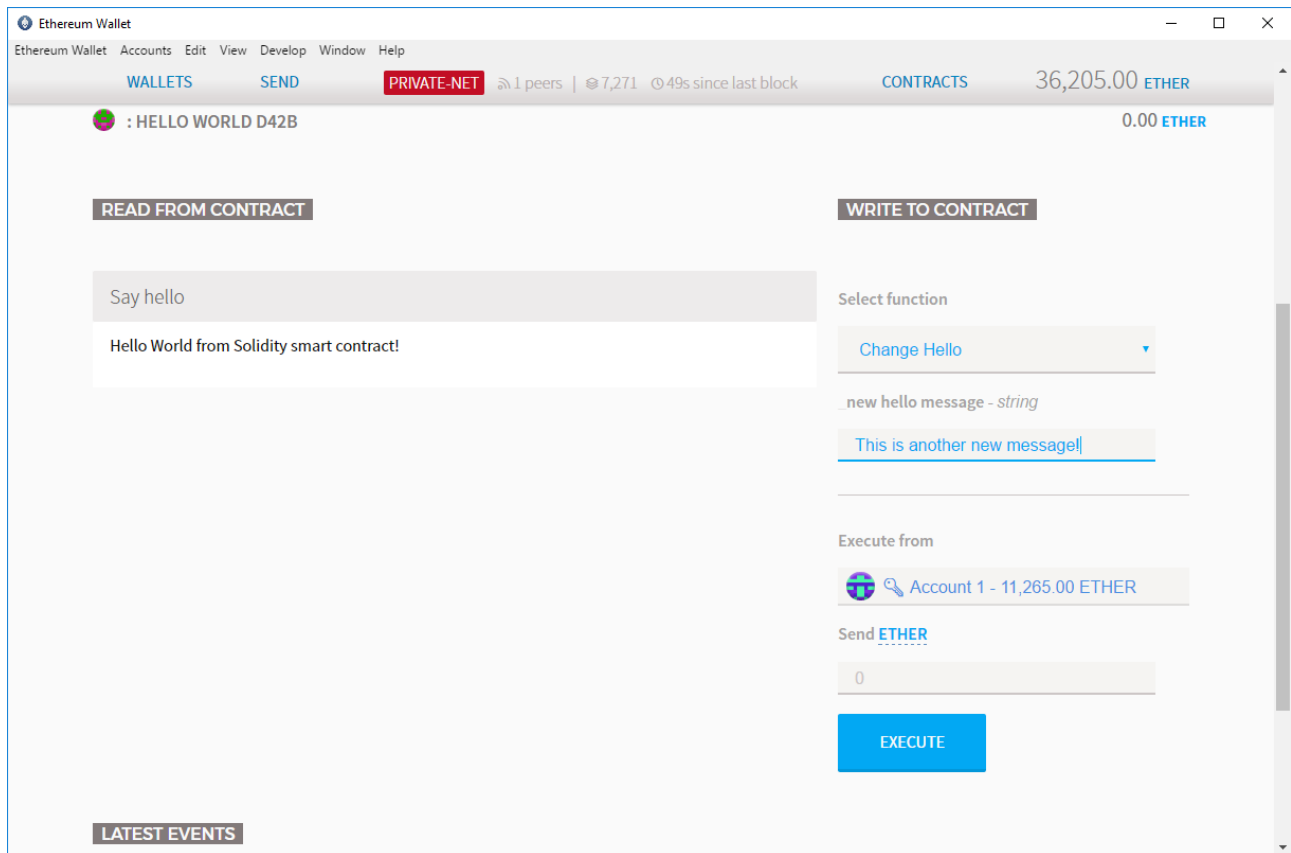 Ethereum Wallet
Ethereum Wallet Accounts Edit View Develop Window Help
WALLETS SEND PRIVATE-NET 1 peers | 7,271 49s since last block CONTRACTS 36,205.00 ETHER
: HELLO WORLD D42B 0.00 ETHER
READ FROM CONTRACT
Say hello
Hello World from Solidity smart contract!
WRITE TO CONTRACT
Select function
Change Hello
_new hello message - string
This is another new message!
Execute from
Account 1 - 11,265.00 ETHER
Send ETHER
0
EXECUTE
LATEST EVENTS